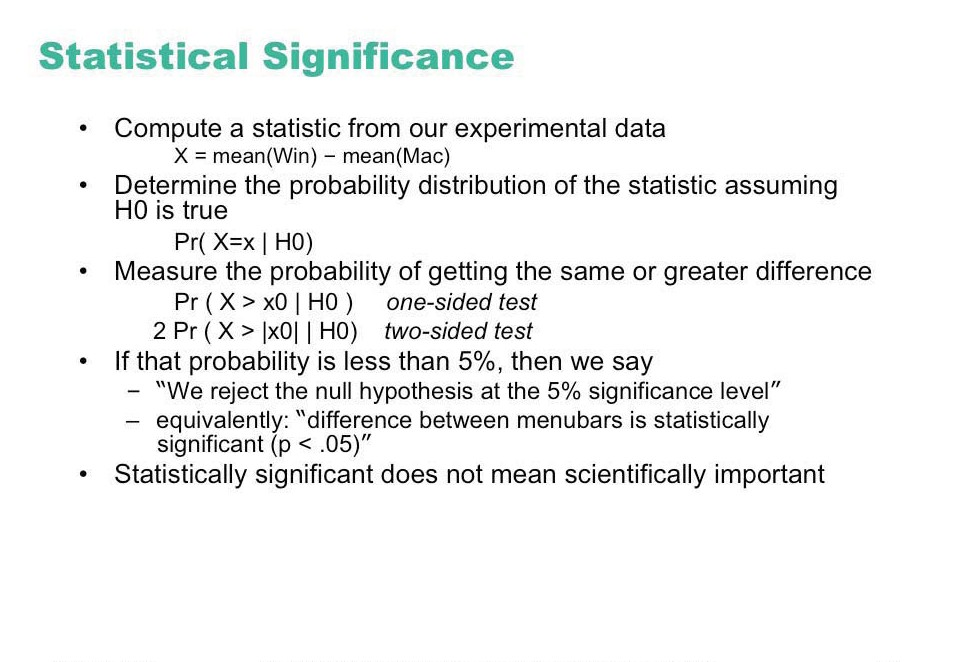 Statistical Significance
• Compute a statistic from our experimental data
X = mean(Win) – mean(Mac)
• Determine the probability distribution of the statistic assuming
H0 is true
Pr( X=x | H0)
• Measure the probability of getting the same or greater difference
Pr ( X > x0 | H0 ) one-sided test
2 Pr ( X > |x0| | H0) two-sided test
• If that probability is less than 5%, then we say
– “We reject the null hypothesis at the 5% significance level”
– equivalently: “difference between menubars is statistically
significant (p < .05)”
• Statistically significant does not mean scientifically important